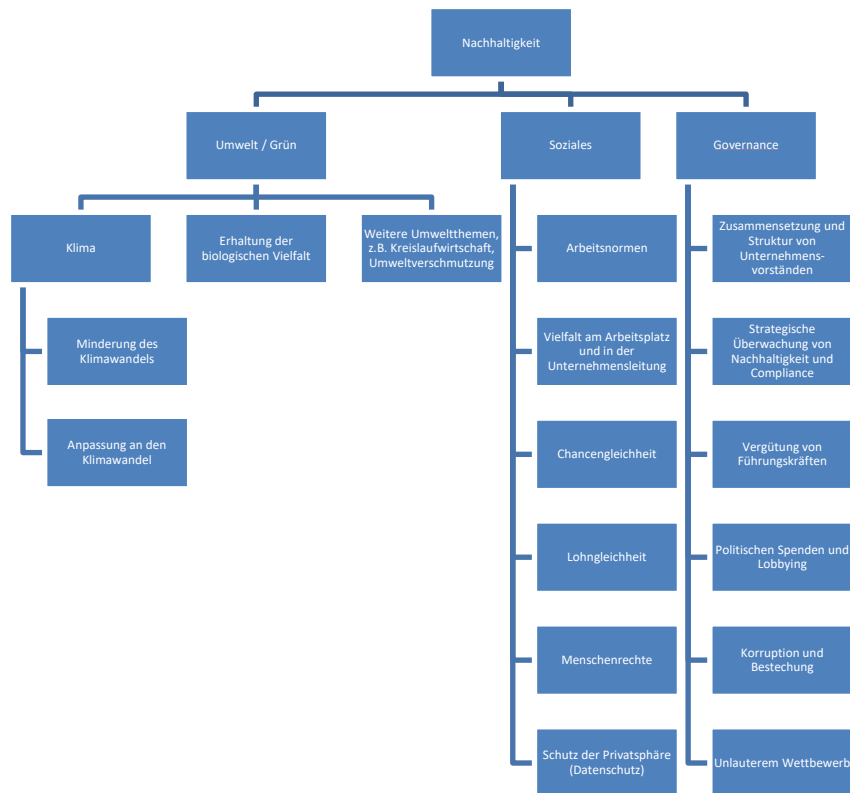 Nachhaltigkeit
Umwelt / Grün
Soziales
Governance
Klima
Erhaltung der
biologischen Vielfalt
Weitere Umweltthemen,
z.B. Kreislaufwirtschaft,
Umweltverschmutzung
Minderung des
Klimawandels
Anpassung an den
Klimawandel
Arbeitsnormen
Vielfalt am Arbeitsplatz
und in der
Unternehmensleitung
Chancengleichheit
Lohngleichheit
Menschenrechte
Schutz der Privatsphäre
(Datenschutz)
Zusammensetzung und
Struktur von
Unternehmens-
vorständen
Strategische
Überwachung von
Nachhaltigkeit und
Compliance
Vergütung von
Führungskräften
Politischen Spenden und
Lobbying
Korruption und
Bestechung
Unlauterem Wettbewerb